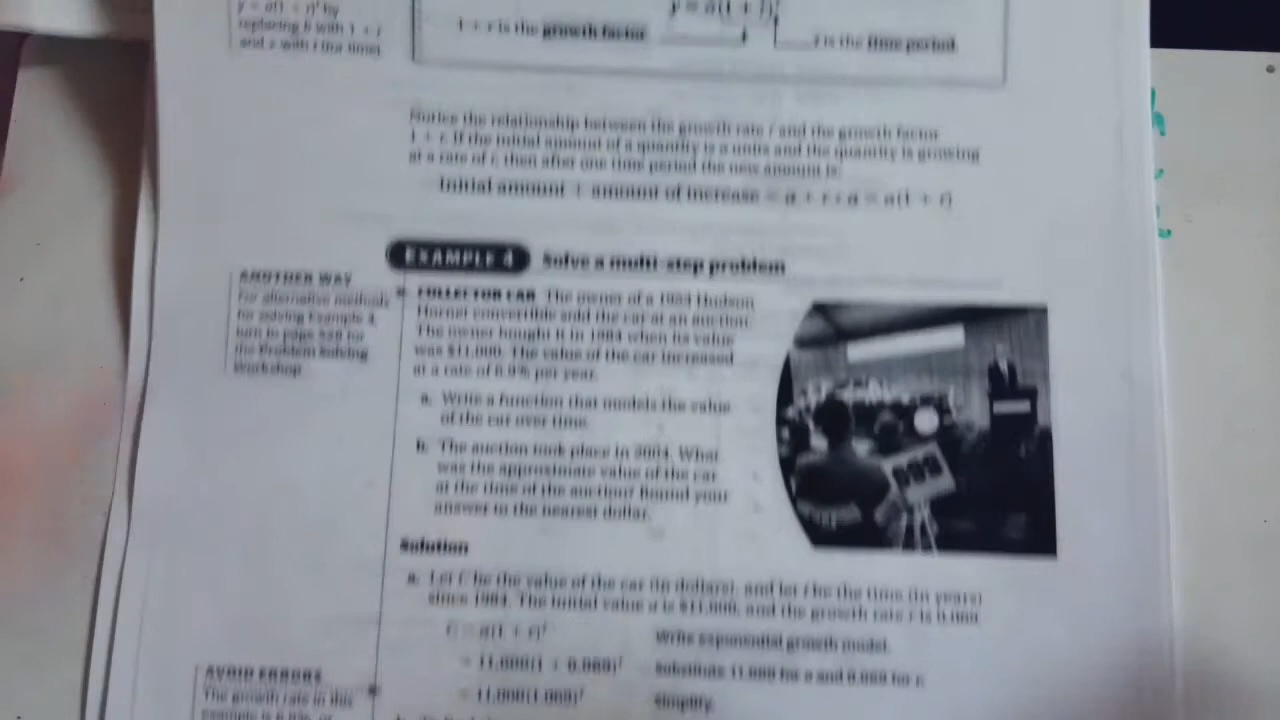 y = a(1 + r)^t by
replacing b with 1 + r
and x with t (for time).
y = a(1 + r)^t
1 + r is the growth factor.
t is the time period.
Notice the relationship between the growth rate r and the growth factor
1 + r. If the initial amount of a quantity is a units and the quantity is growing
at a rate of r, then after one time period the new amount is:
Initial amount + amount of increase = a + r • a = a(1 + r)
EXAMPLE 4 Solve a multi-step problem
ANOTHER WAY
For alternative methods
for solving Example 4,
turn to page for
the Problem Solving
Workshop.
COLLECTOR CAR The owner of a 1953 Hudson
Hornet convertible sold the car at an auction.
The owner bought it in 1984 when its value
was $11,000. The value of the car increased
at a rate of 6.9% per year.
a. Write a function that models the value
of the car over time.
b. The auction took place in 2004. What
was the approximate value of the car
at the time of the auction? Round your
answer to the nearest dollar.
Solution
a. Let C be the value of the car (in dollars), and let t be the time (in years)
since 1984. The initial value a is $11,000, and the growth rate r is 0.069.
C = a(1 + r)^t
Write exponential growth model.
= 11,000(1 + 0.069)^t
Substitute 11,000 for a and 0.069 for r.
= 11,000(1.069)^t
Simplify.
AVOID ERRORS
The growth rate in this
example is 6.9%, or